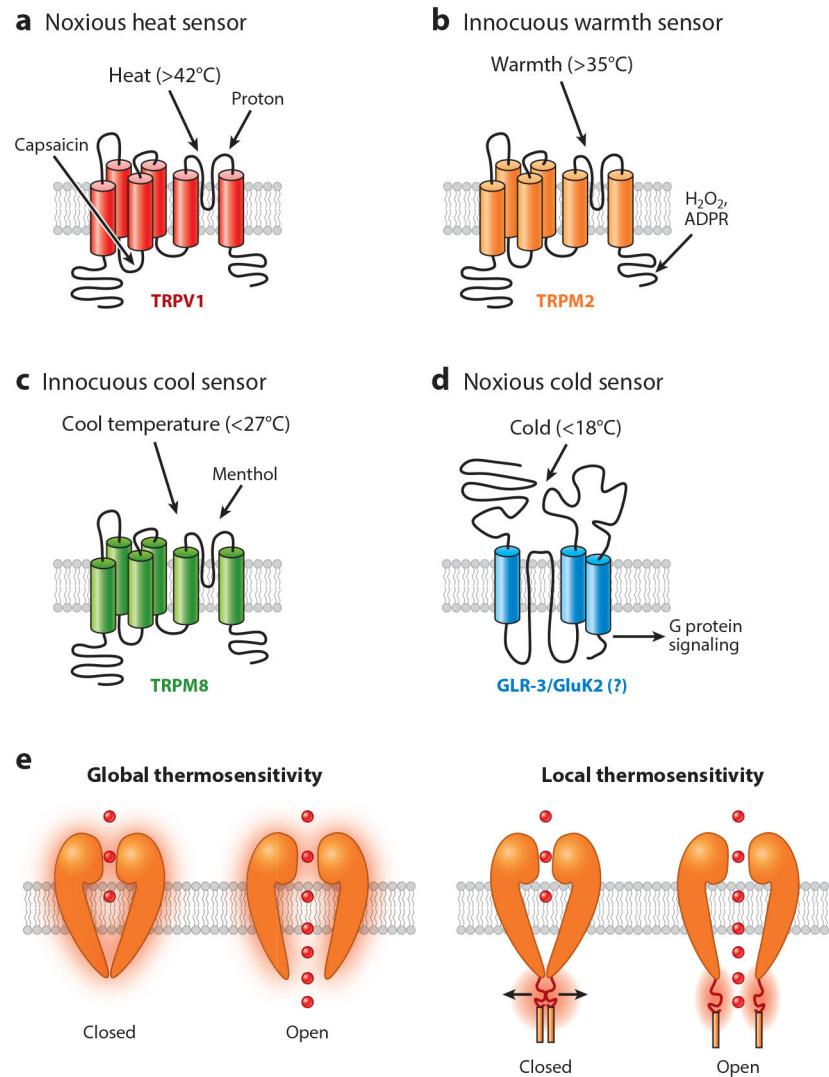 a Noxious heat sensor
Heat (>42°C)
Proton
Capsaicin
TRPV1
b Innocuous warmth sensor
Warmth (>35°C)
H₂O₂,
ADPR
TRPM2
c Innocuous cool sensor
Cool temperature (<27°C)
Menthol
TRPM8
d Noxious cold sensor
Cold (<18°C)
G protein
signaling
GLR-3/GluK2 (?)
e
Global thermosensitivity
Closed
Open
Local thermosensitivity
Closed
Open